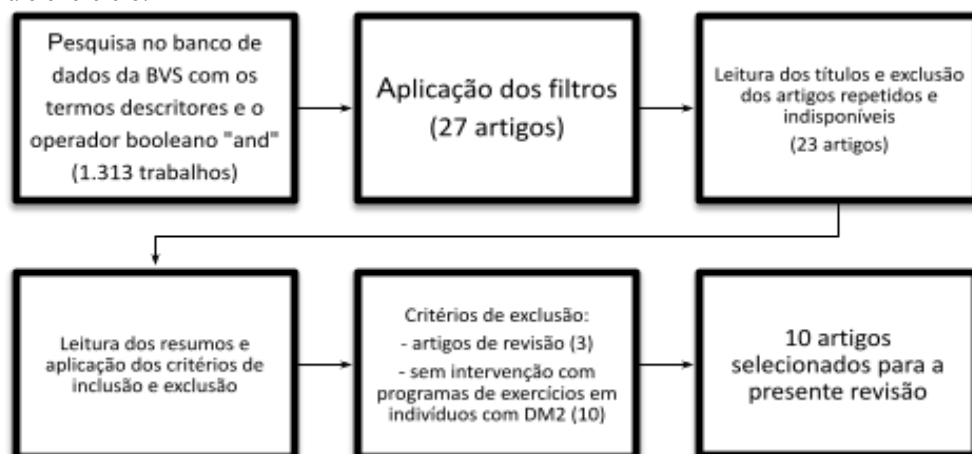 Pesquisa no banco de
dados da BVS com os
termos descritores e o
operador booleano "and"
(1.313 trabalhos)
Aplicação dos filtros
(27 artigos)
Leitura dos títulos e exclusão
dos artigos repetidos e
indisponíveis
(23 artigos)
Leitura dos resumos e
aplicação dos critérios de
inclusão e exclusão
Critérios de exclusão:
- artigos de revisão (3)
- sem intervenção com
programas de exercícios em
indivíduos com DM2 (10)
10 artigos
selecionados para a
presente revisão